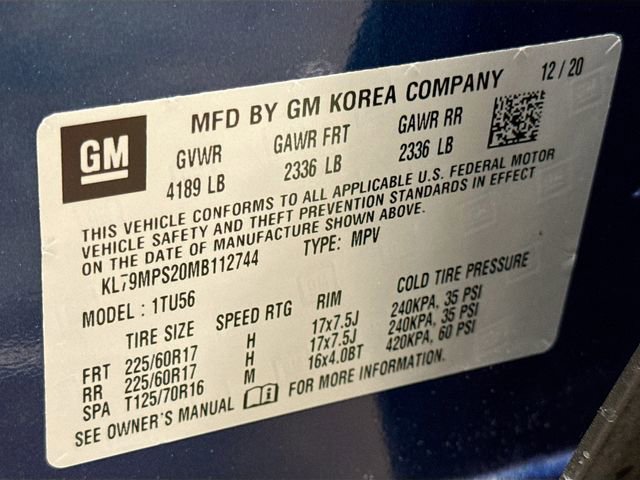 GM
MFD BY GM KOREA COMPANY 12/20
GVWR GAWR FRT GAWR RR
4189 LB 2336 LB 2336 LB
THIS VEHICLE CONFORMS TO ALL APPLICABLE U.S. FEDERAL MOTOR
VEHICLE SAFETY AND THEFT PREVENTION STANDARDS IN EFFECT
ON THE DATE OF MANUFACTURE SHOWN ABOVE.
KL79MPS20MB112744 TYPE: MPV
MODEL : 1TU56
TIRE SIZE SPEED RTG RIM COLD TIRE PRESSURE
FRT 225/60R17 H 17x7.5J 240KPA, 35 PSI
RR 225/60R17 H 17x7.5J 240KPA, 35 PSI
SPA T125/70R16 M 16x4.0BT 420KPA, 60 PSI
SEE OWNER'S MANUAL FOR MORE INFORMATION.